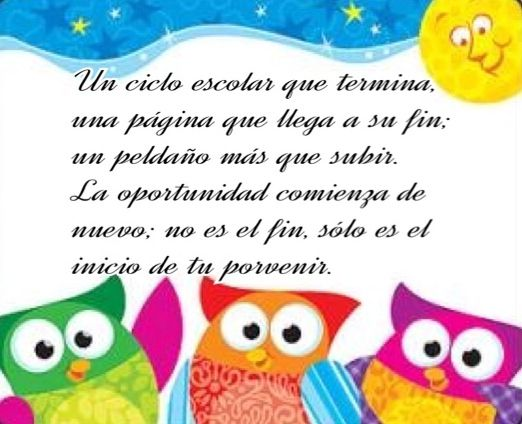 Un ciclo escolar que termina,
una página que llega a su fin;
un peldaño más que subir.
La oportunidad comienza de
nuevo; no es el fin, sólo es el
inicio de tu porvenir.